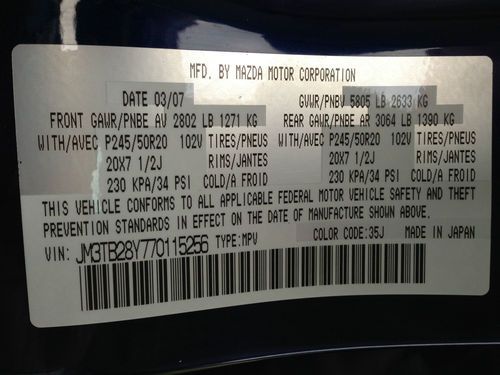 MFD. BY MAZDA MOTOR CORPORATION
DATE 03/07 GVWR/PNBV 5805 LB 2633 KG
FRONT GAWR/PNBE AV 2802 LB 1271 KG REAR GAWR/PNBE AR 3064 LB 1390 KG
WITH/AVEC P245/50R20 102V TIRES/PNEUS WITH/AVEC P245/50R20 102V TIRES/PNEUS
20X7 1/2J RIMS/JANTES 20X7 1/2J RIMS/JANTES
230 KPA/34 PSI COLD/A FROID 230 KPA/34 PSI COLD/A FROID
THIS VEHICLE CONFORMS TO ALL APPLICABLE FEDERAL MOTOR VEHICLE SAFETY AND THEFT
PREVENTION STANDARDS IN EFFECT ON THE DATE OF MANUFACTURE SHOWN ABOVE.
VIN: JM3TB28Y770115256 TYPE:MPV COLOR CODE:35J MADE IN JAPAN